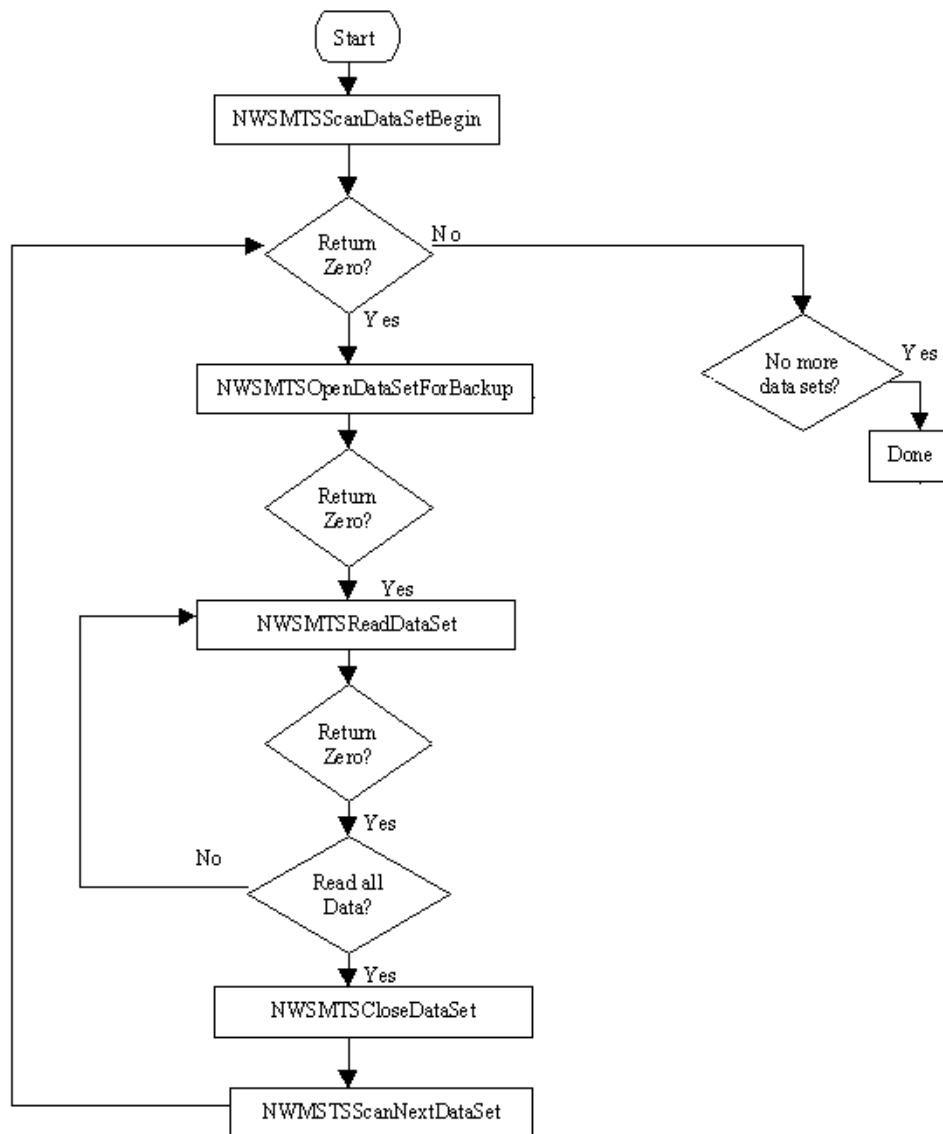 Start
NWSMTSScanDataSetBegin
Return
Zero?
No
Yes
No more
data sets?
Yes
Done
NWSMTSOpenDataSetForBackup
Return
Zero?
Yes
NWSMTSReadDataSet
Return
Zero?
Yes
No
Read all
Data?
Yes
NWSMTSCloseDataSet
NWMSTSScanNextDataSet